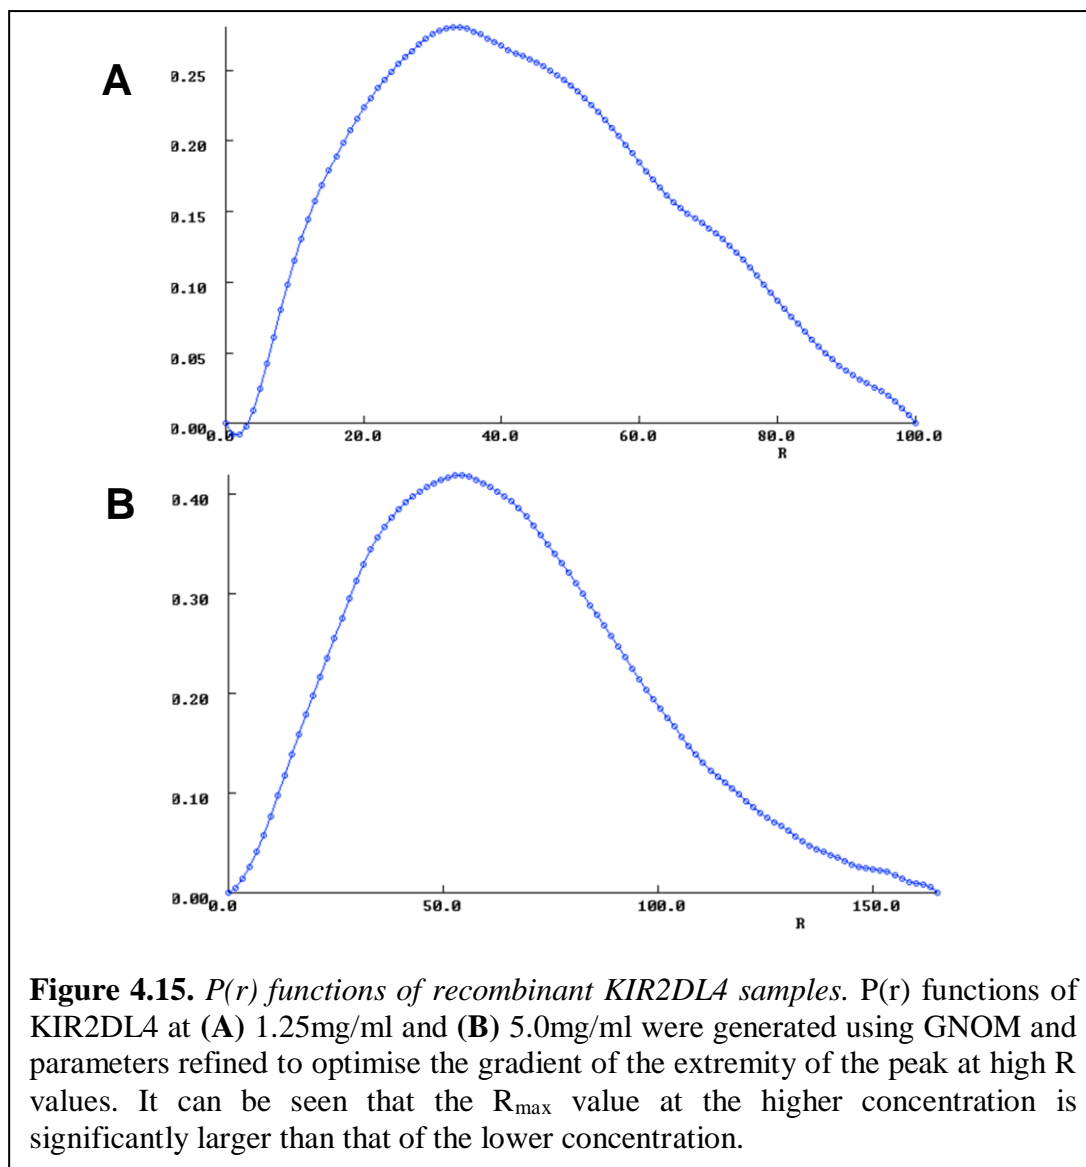 A
0.25
0.20
0.15
0.10
0.05
0.00
0.0 20.0 40.0 60.0 80.0 100.0
R
B
0.40
0.30
0.20
0.10
0.00
0.0 50.0 100.0 150.0
R
Figure 4.15. P(r) functions of recombinant KIR2DL4 samples. P(r) functions of
KIR2DL4 at (A) 1.25mg/ml and (B) 5.0mg/ml were generated using GNOM and
parameters refined to optimise the gradient of the extremity of the peak at high R
values. It can be seen that the Rmax value at the higher concentration is
significantly larger than that of the lower concentration.